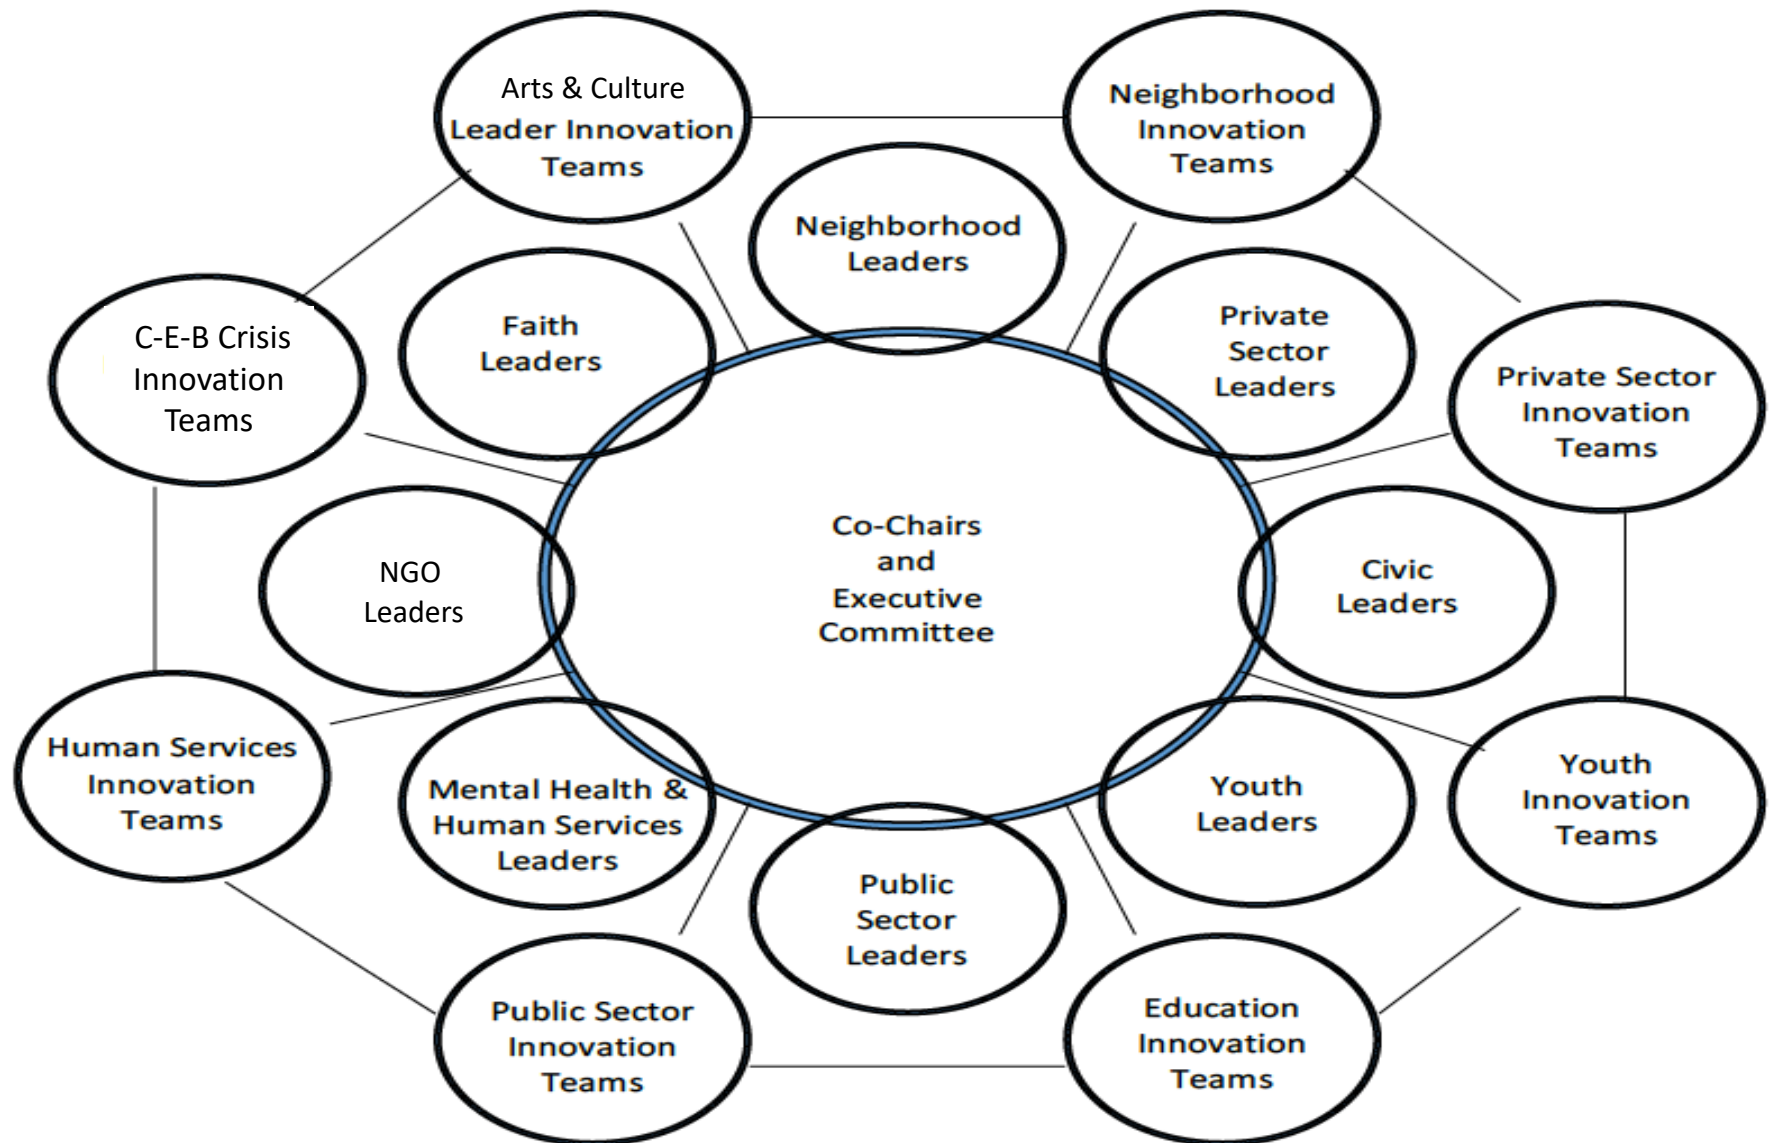 Arts & Culture
Leader Innovation
Teams
Neighborhood
Innovation
Teams
Neighborhood
Leaders
Faith
Leaders
Private
Sector
Leaders
C-E-B Crisis
Innovation
Teams
Private Sector
Innovation
Teams
Co-Chairs
and
Executive
Committee
NGO
Leaders
Civic
Leaders
Human Services
Innovation
Teams
Mental Health &
Human Services
Leaders
Youth
Leaders
Youth
Innovation
Teams
Public
Sector
Leaders
Public Sector
Innovation
Teams
Education
Innovation
Teams